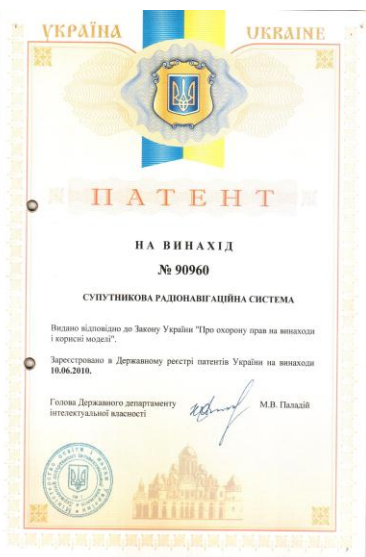 УКРАЇНА UKRAINE
ПАТЕНТ
НА ВИНАХІД
№ 90960
СУПУТНИКОВА РАДІОНАВІГАЦІЙНА СИСТЕМА
Видано відповідно до Закону України "Про охорону прав на винаходи
і корисні моделі".
Зареєстровано в Державному реєстрі патентів України на винаходи
10.06.2010.
Голова Державного департаменту
інтелектуальної власності
М.В. Паладій